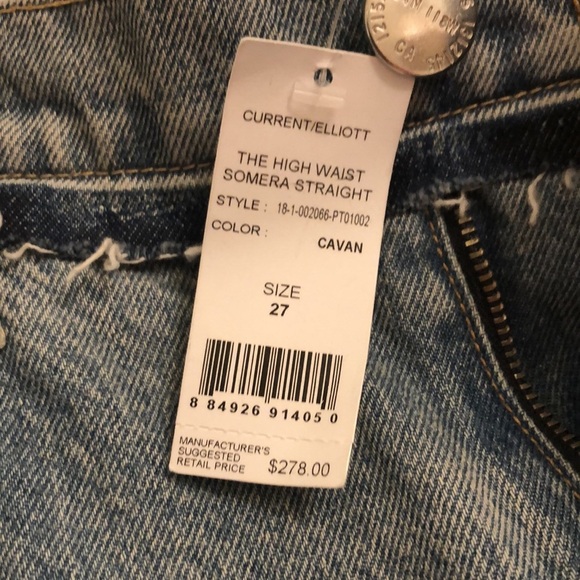 CURRENT/ELLIOTT
THE HIGH WAIST
SOMERA STRAIGHT
STYLE : 18-1-002066-PT01002
COLOR : CAVAN
SIZE
27
8 84926 91405 0
MANUFACTURER'S
SUGGESTED
RETAIL PRICE $278.00